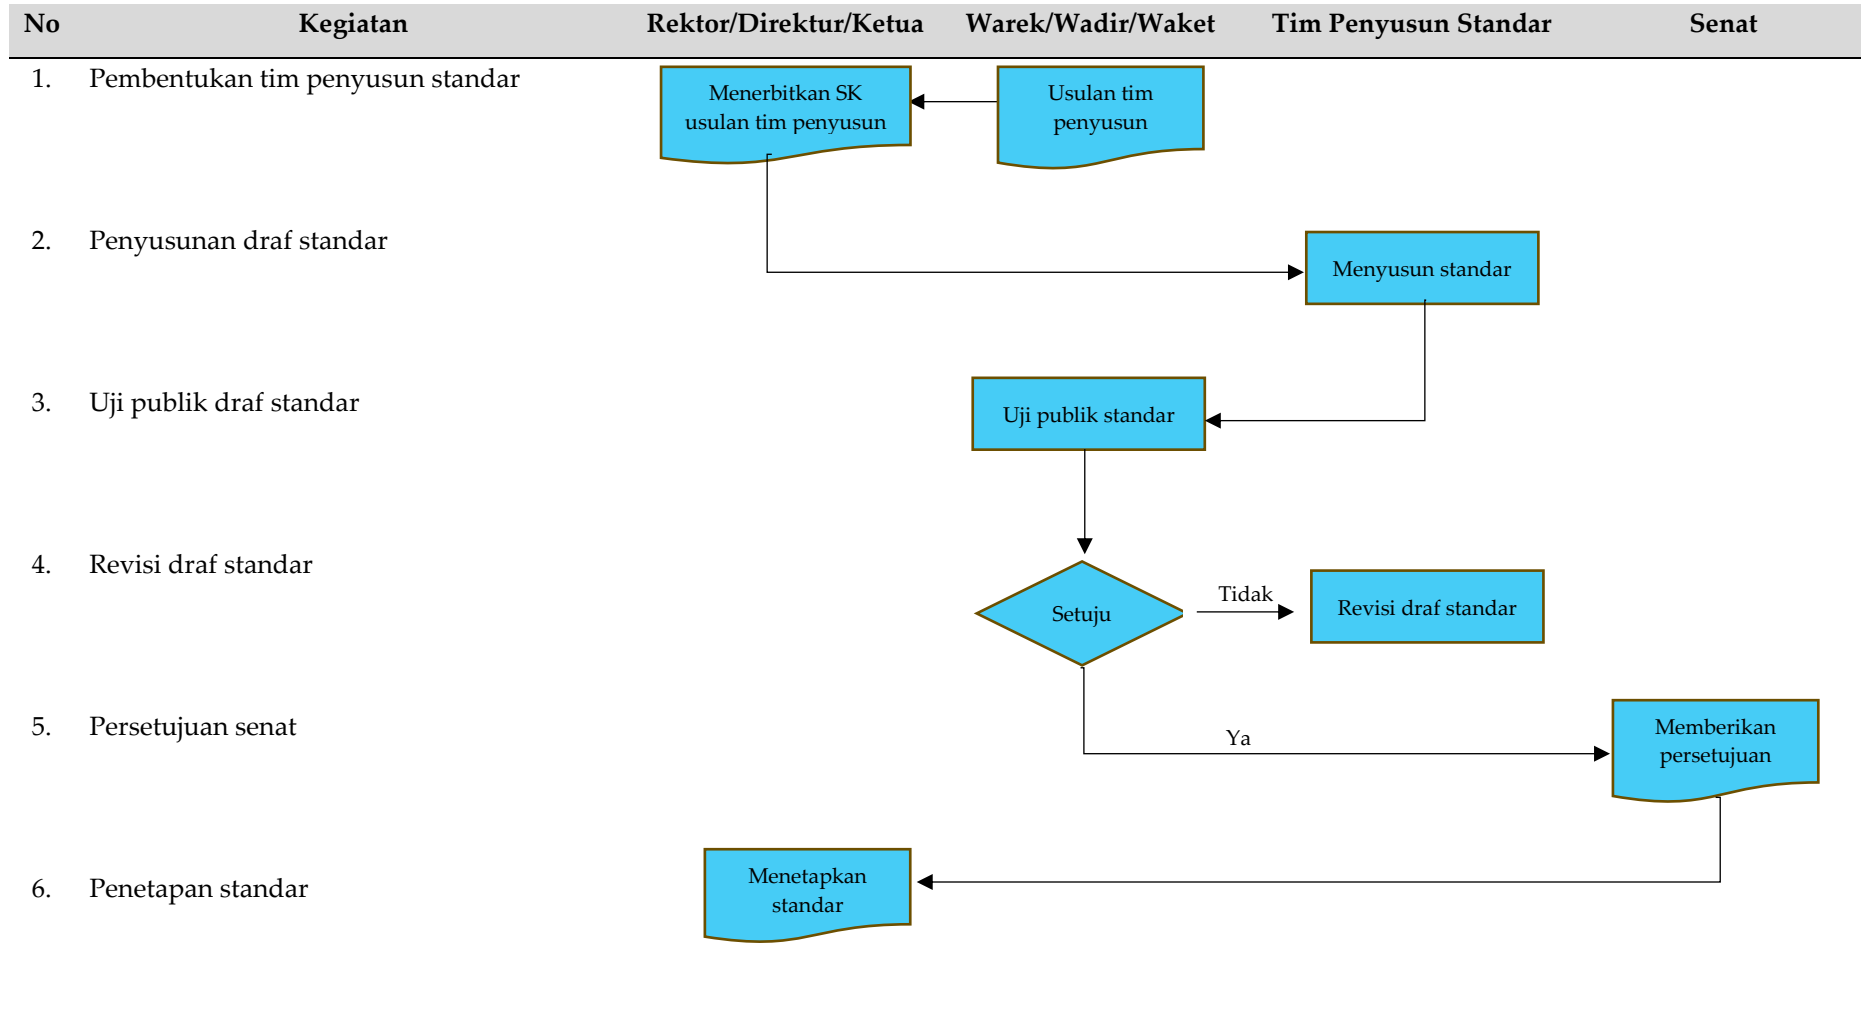 No Kegiatan Rektor/Direktur/Ketua Warek/Wadir/Waket Tim Penyusun Standar Senat
1. Pembentukan tim penyusun standar
Menerbitkan SK
usulan tim penyusun
Usulan tim
penyusun
2. Penyusunan draf standar
Menyusun standar
3. Uji publik draf standar
Uji publik standar
4. Revisi draf standar
Setuju
Tidak
Revisi draf standar
5. Persetujuan senat
Ya
Memberikan
persetujuan
6. Penetapan standar
Menetapkan
standar